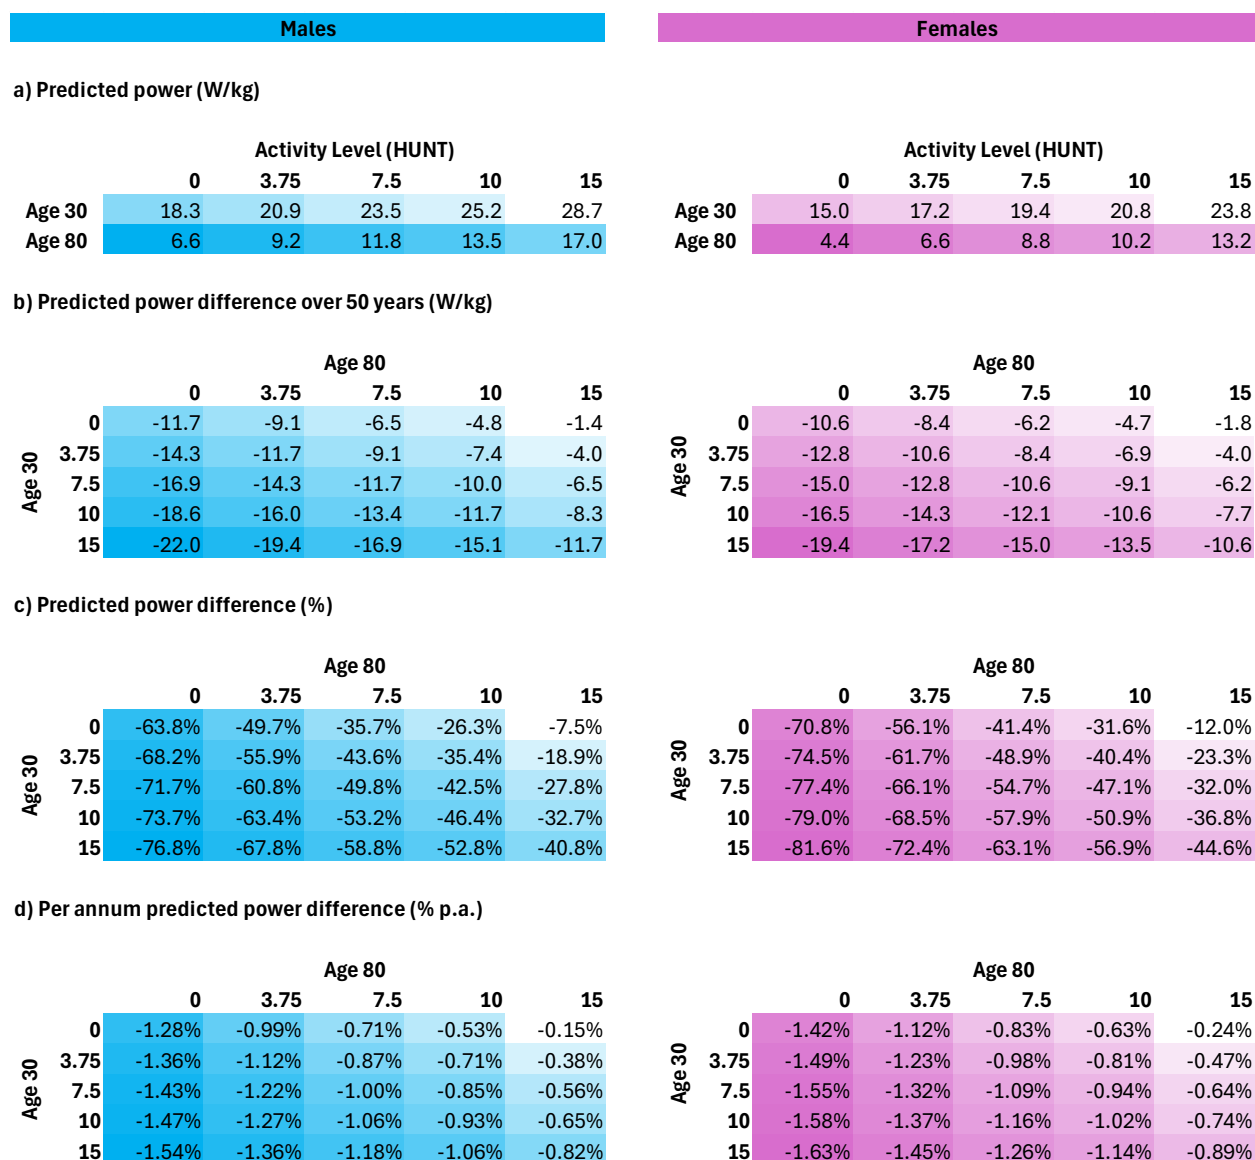 Males Females
a) Predicted power (W/kg)
Activity Level (HUNT) Activity Level (HUNT)
0 3.75 7.5 10 15 0 3.75 7.5 10 15
Age 30 18.3 20.9 23.5 25.2 28.7 Age 30 15.0 17.2 19.4 20.8 23.8
Age 80 6.6 9.2 11.8 13.5 17.0 Age 80 4.4 6.6 8.8 10.2 13.2
b) Predicted power difference over 50 years (W/kg)
Age 80 Age 80
0 3.75 7.5 10 15 0 3.75 7.5 10 15
Age 30 Age 30
0 -11.7 -9.1 -6.5 -4.8 -1.4 0 -10.6 -8.4 -6.2 -4.7 -1.8
3.75 -14.3 -11.7 -9.1 -7.4 -4.0 3.75 -12.8 -10.6 -8.4 -6.9 -4.0
7.5 -16.9 -14.3 -11.7 -10.0 -6.5 7.5 -15.0 -12.8 -10.6 -9.1 -6.2
10 -18.6 -16.0 -13.4 -11.7 -8.3 10 -16.5 -14.3 -12.1 -10.6 -7.7
15 -22.0 -19.4 -16.9 -15.1 -11.7 15 -19.4 -17.2 -15.0 -13.5 -10.6
c) Predicted power difference (%)
Age 80 Age 80
0 3.75 7.5 10 15 0 3.75 7.5 10 15
Age 30 Age 30
0 -63.8% -49.7% -35.7% -26.3% -7.5% 0 -70.8% -56.1% -41.4% -31.6% -12.0%
3.75 -68.2% -55.9% -43.6% -35.4% -18.9% 3.75 -74.5% -61.7% -48.9% -40.4% -23.3%
7.5 -71.7% -60.8% -49.8% -42.5% -27.8% 7.5 -77.4% -66.1% -54.7% -47.1% -32.0%
10 -73.7% -63.4% -53.2% -46.4% -32.7% 10 -79.0% -68.5% -57.9% -50.9% -36.8%
15 -76.8% -67.8% -58.8% -52.8% -40.8% 15 -81.6% -72.4% -63.1% -56.9% -44.6%
d) Per annum predicted power difference (% p.a.)
Age 80 Age 80
0 3.75 7.5 10 15 0 3.75 7.5 10 15
Age 30 Age 30
0 -1.28% -0.99% -0.71% -0.53% -0.15% 0 -1.42% -1.12% -0.83% -0.63% -0.24%
3.75 -1.36% -1.12% -0.87% -0.71% -0.38% 3.75 -1.49% -1.23% -0.98% -0.81% -0.47%
7.5 -1.43% -1.22% -1.00% -0.85% -0.56% 7.5 -1.55% -1.32% -1.09% -0.94% -0.64%
10 -1.47% -1.27% -1.06% -0.93% -0.65% 10 -1.58% -1.37% -1.16% -1.02% -0.74%
15 -1.54% -1.36% -1.18% -1.06% -0.82% 15 -1.63% -1.45% -1.26% -1.14% -0.89%